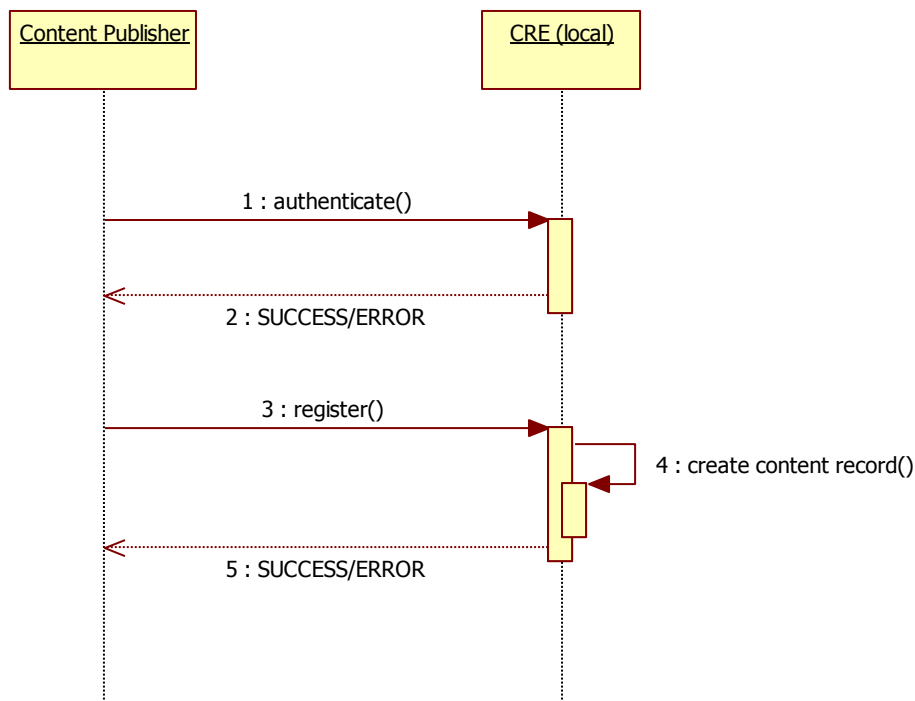 Content Publisher
CRE (local)
1 : authenticate()
2 : SUCCESS/ERROR
3 : register()
4 : create content record()
5 : SUCCESS/ERROR